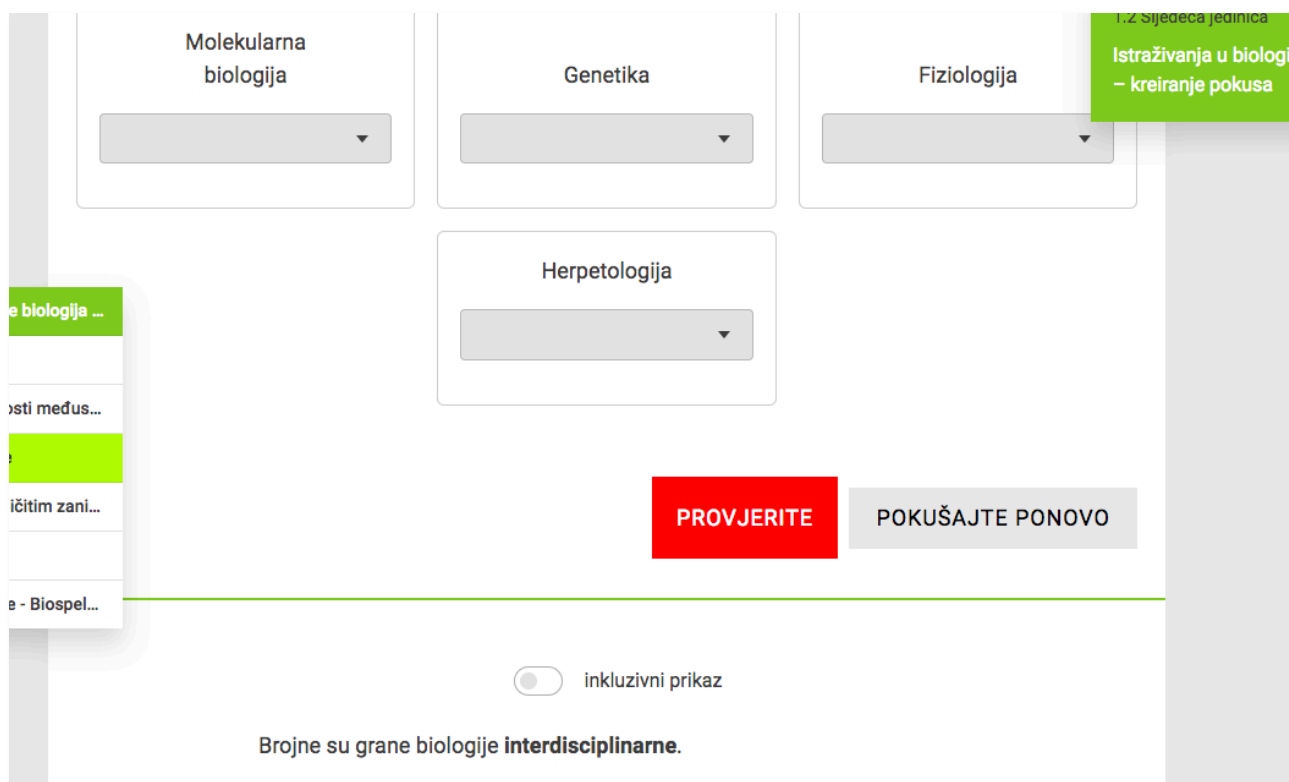 1.2 Sljedeća jedinica
Istraživanja u biologi
– kreiranje pokusa
Molekularna
biologija
Genetika
Fiziologija
Herpetologija
e biologija ...
osti međus...
e
ičitim zani...
e - Biospel...
PROVJERITE
POKUŠAJTE PONOVO
inkluzivni prikaz
Brojne su grane biologije interdisciplinarne.